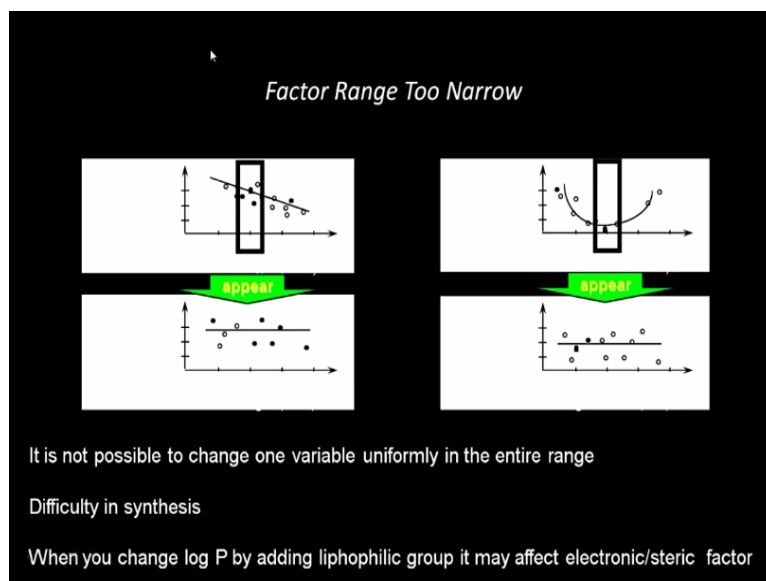 Factor Range Too Narrow
appear
appear
It is not possible to change one variable uniformly in the entire range
Difficulty in synthesis
When you change log P by adding liphophilic group it may affect electronic/steric factor